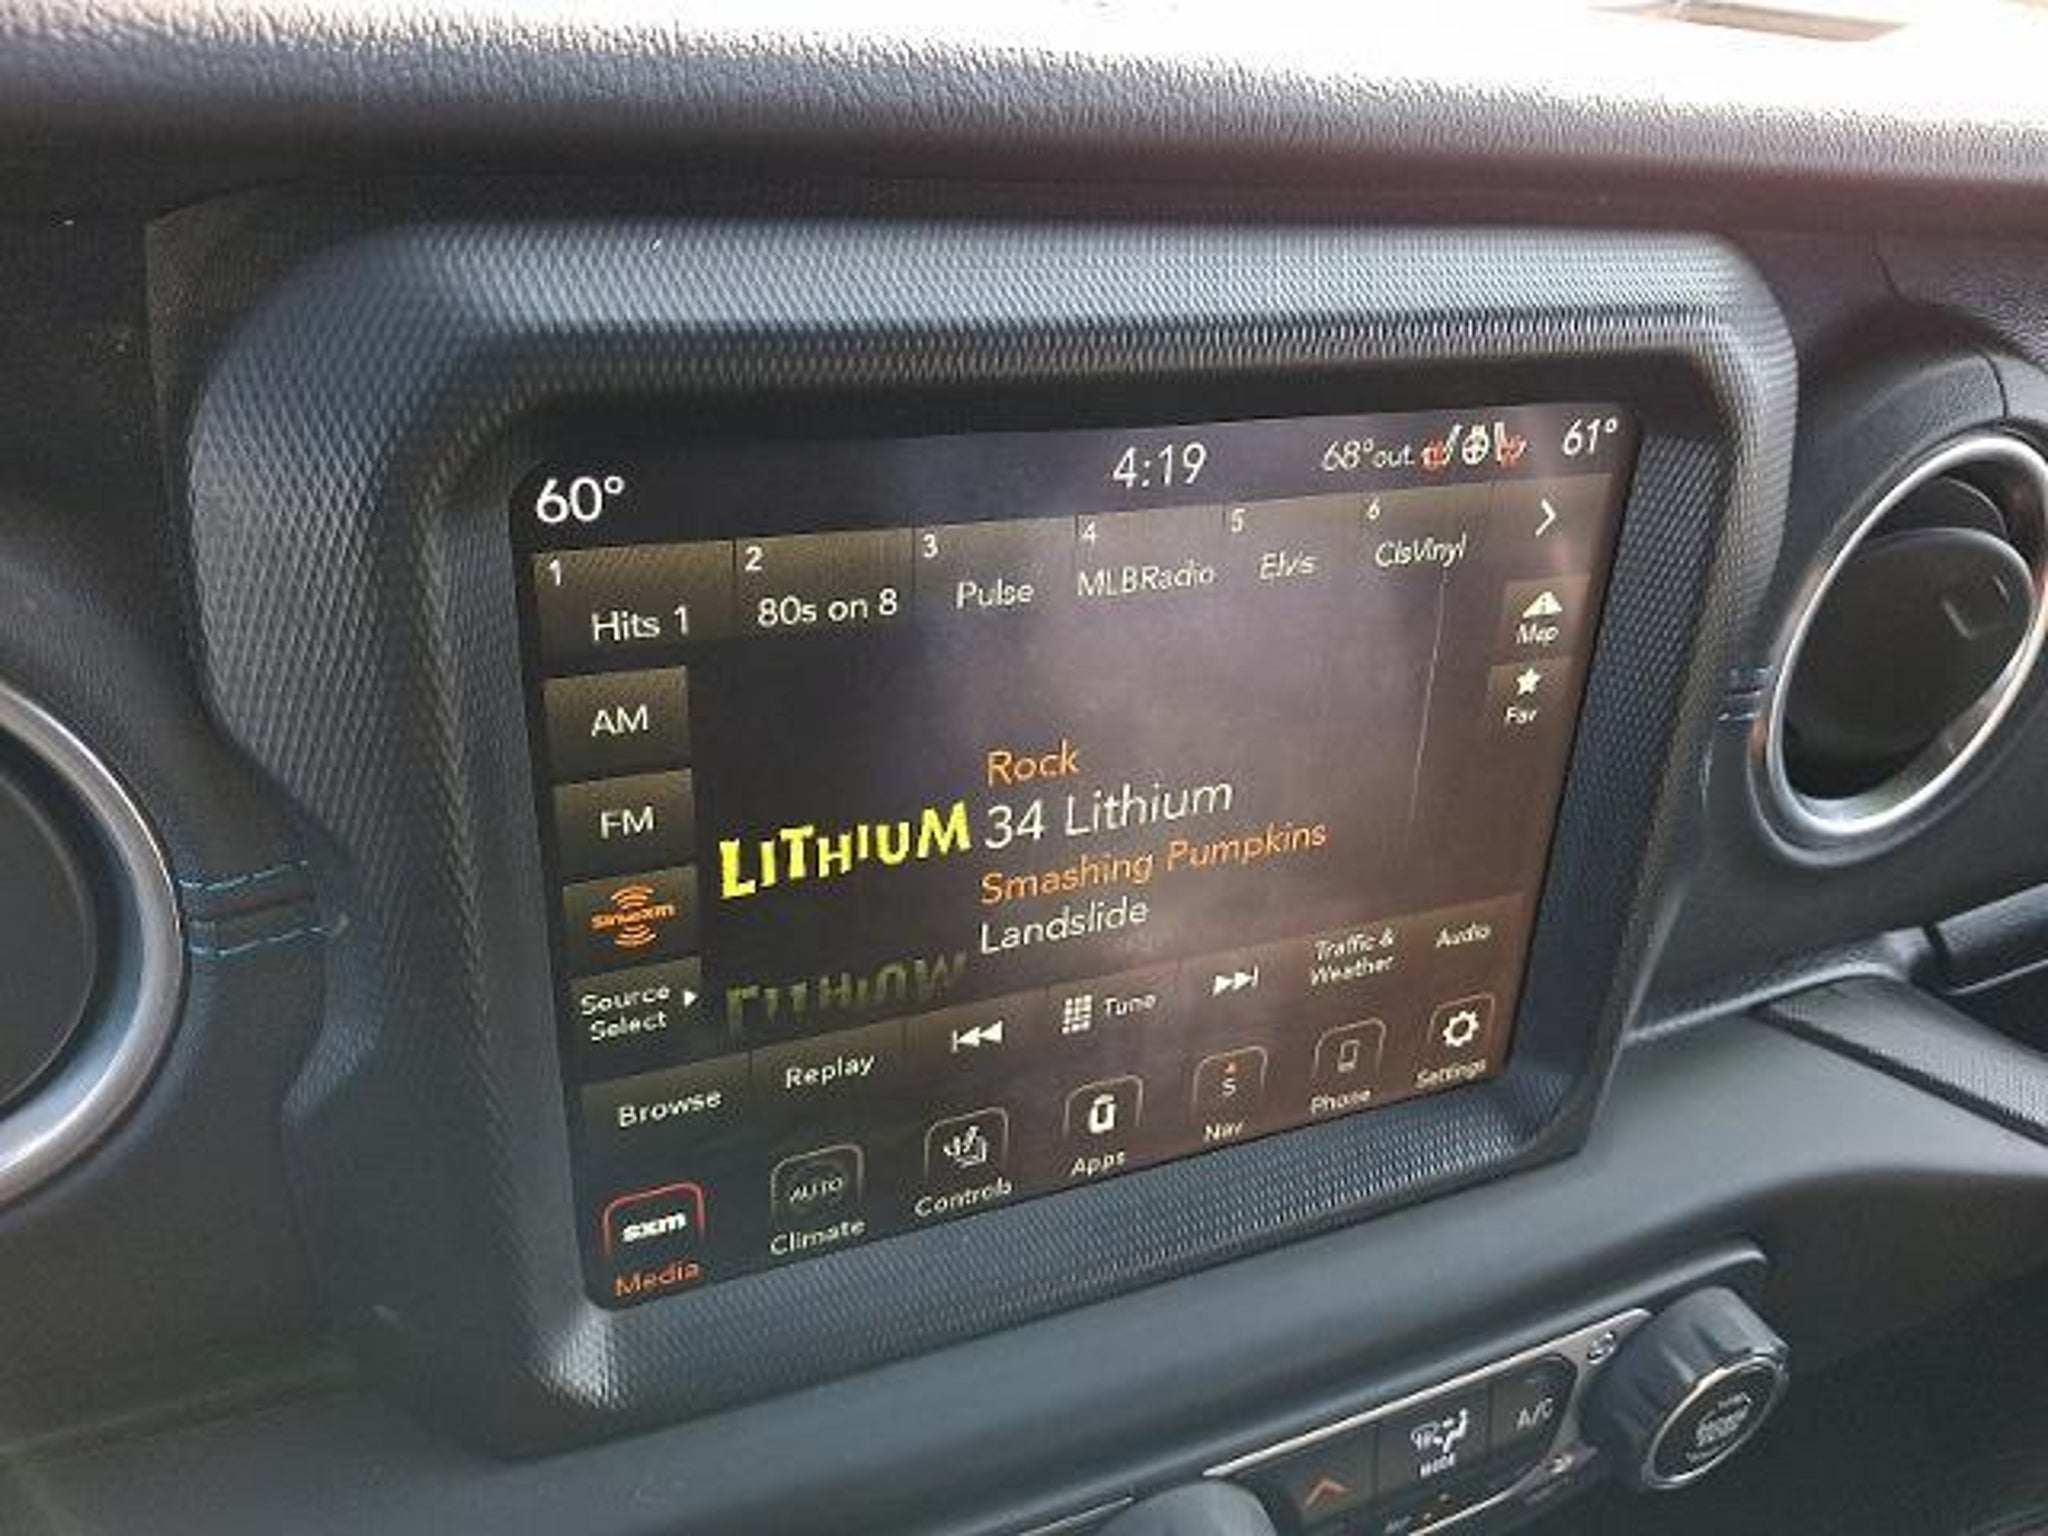 60°
4:19
68°out
61°
1 Hits 1
2 80s on 8
3 Pulse
4 MLBRadio
5 Elvis
6 ClsVinyl
Map
Fav
AM
FM
SiriusXM
Source
Select
LITHIUM
Rock
34 Lithium
Smashing Pumpkins
Landslide
Browse
Replay
Tune
Traffic &
Weather
Audio
sxm
Media
AUTO
Climate
Controls
Apps
S
Nav
Phone
Settings
MODE
A/C